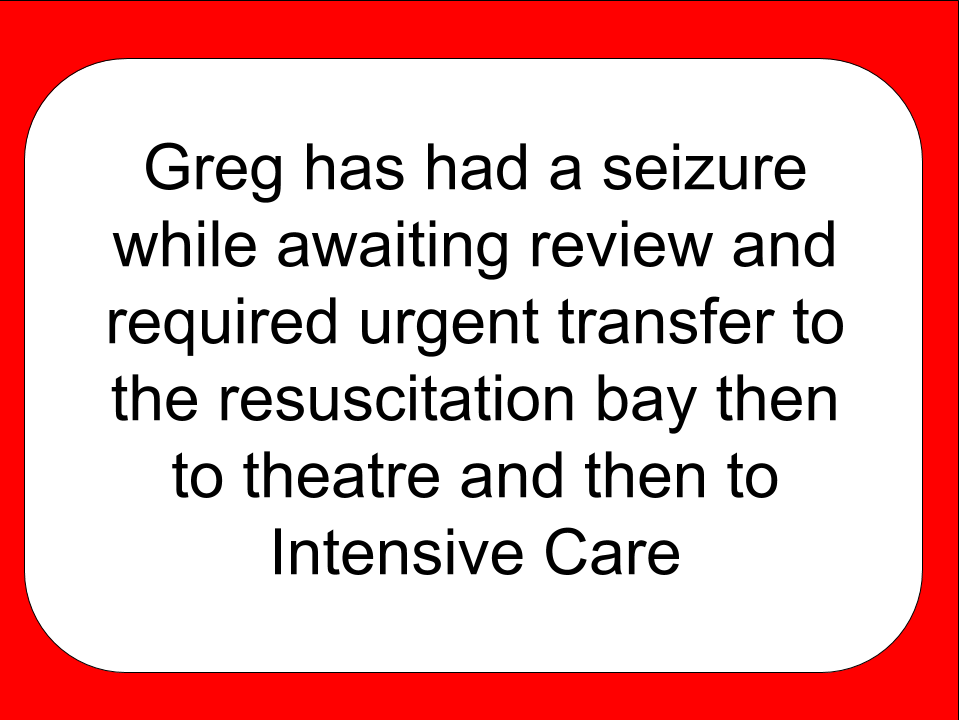 Greg has had a seizure
while awaiting review and
required urgent transfer to
the resuscitation bay then
to theatre and then to
Intensive Care